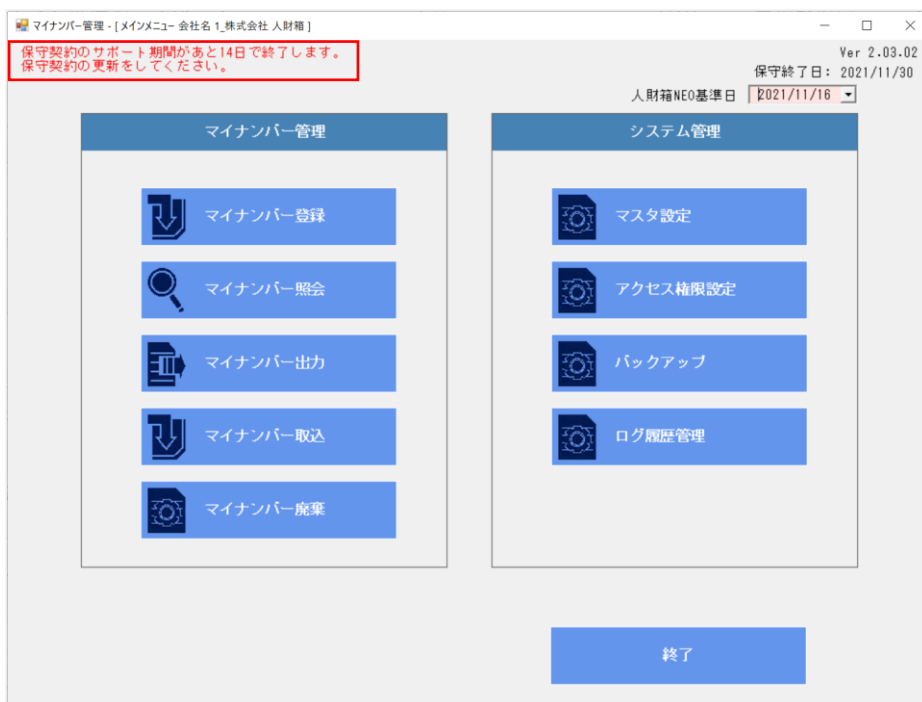 マイナンバー管理 - [ メインメニュー 会社名 1_株式会社 人財箱 ]
保守契約のサポート期間があと14日で終了します。
保守契約の更新をしてください。
Ver 2.03.02
保守終了日： 2021/11/30
人財箱NEO基準日 2021/11/16
マイナンバー管理
マイナンバー登録
マイナンバー照会
マイナンバー出力
マイナンバー取込
マイナンバー廃棄
システム管理
マスタ設定
アクセス権限設定
バックアップ
ログ履歴管理
終了